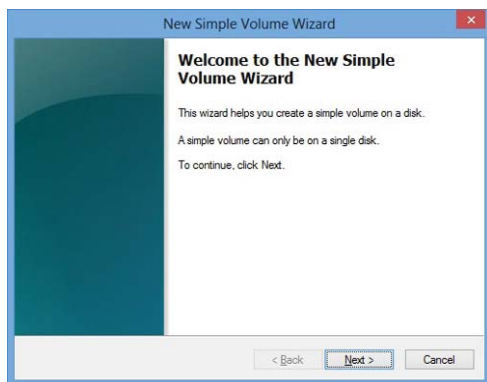 New Simple Volume Wizard
Welcome to the New Simple
Volume Wizard
This wizard helps you create a simple volume on a disk.
A simple volume can only be on a single disk.
To continue, click Next.
< Back Next > Cancel